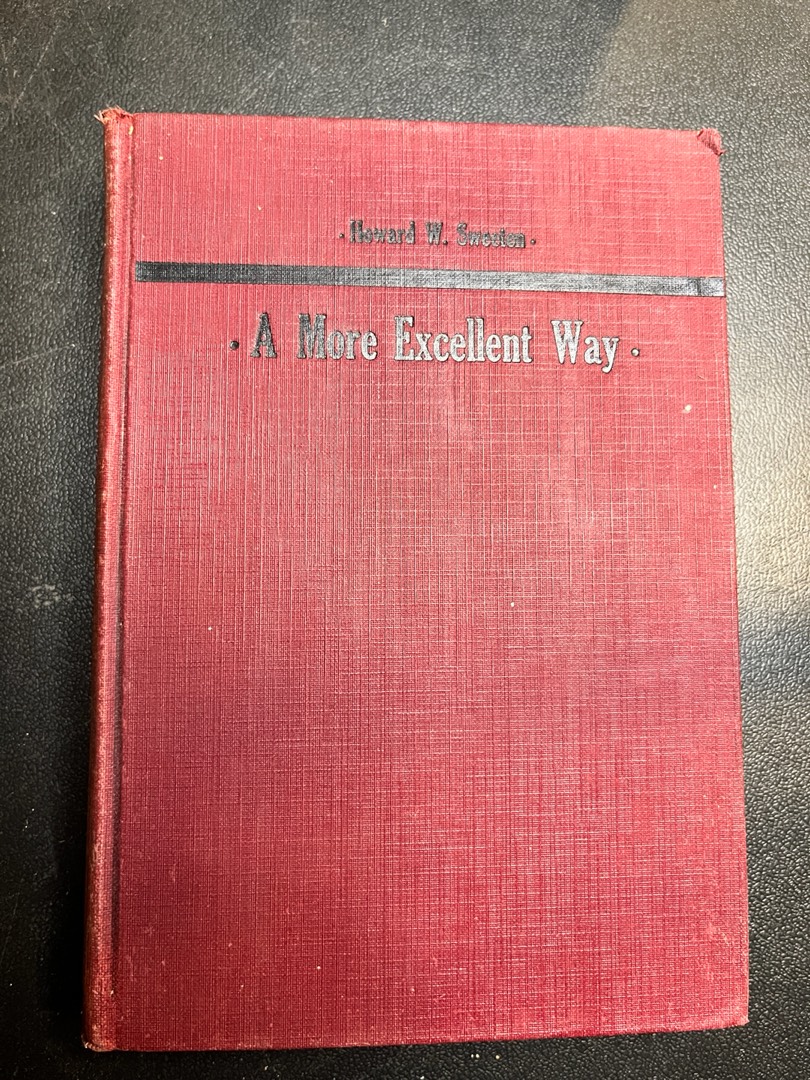 · Howard W. Sweeten ·
· A More Excellent Way ·